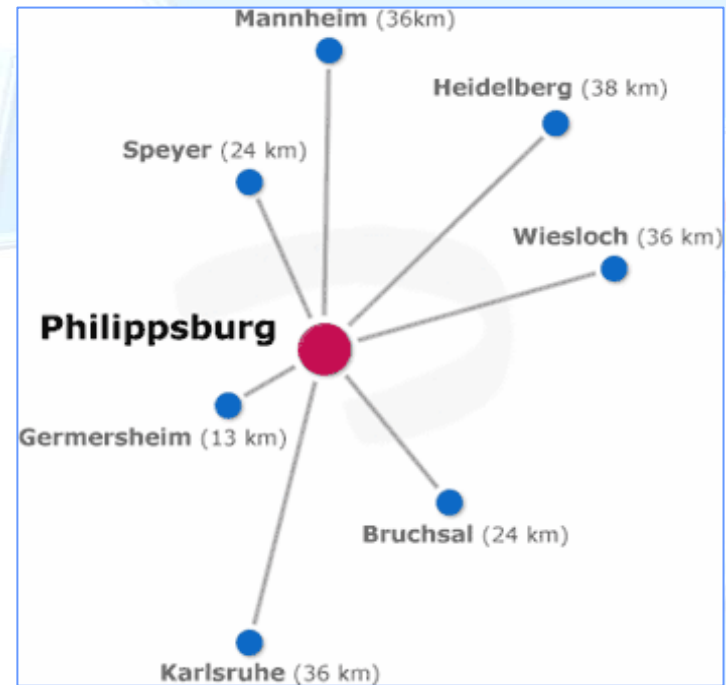 Mannheim (36km)
Heidelberg (38 km)
Speyer (24 km)
Wiesloch (36 km)
Philippsburg
Germersheim (13 km)
Bruchsal (24 km)
Karlsruhe (36 km)